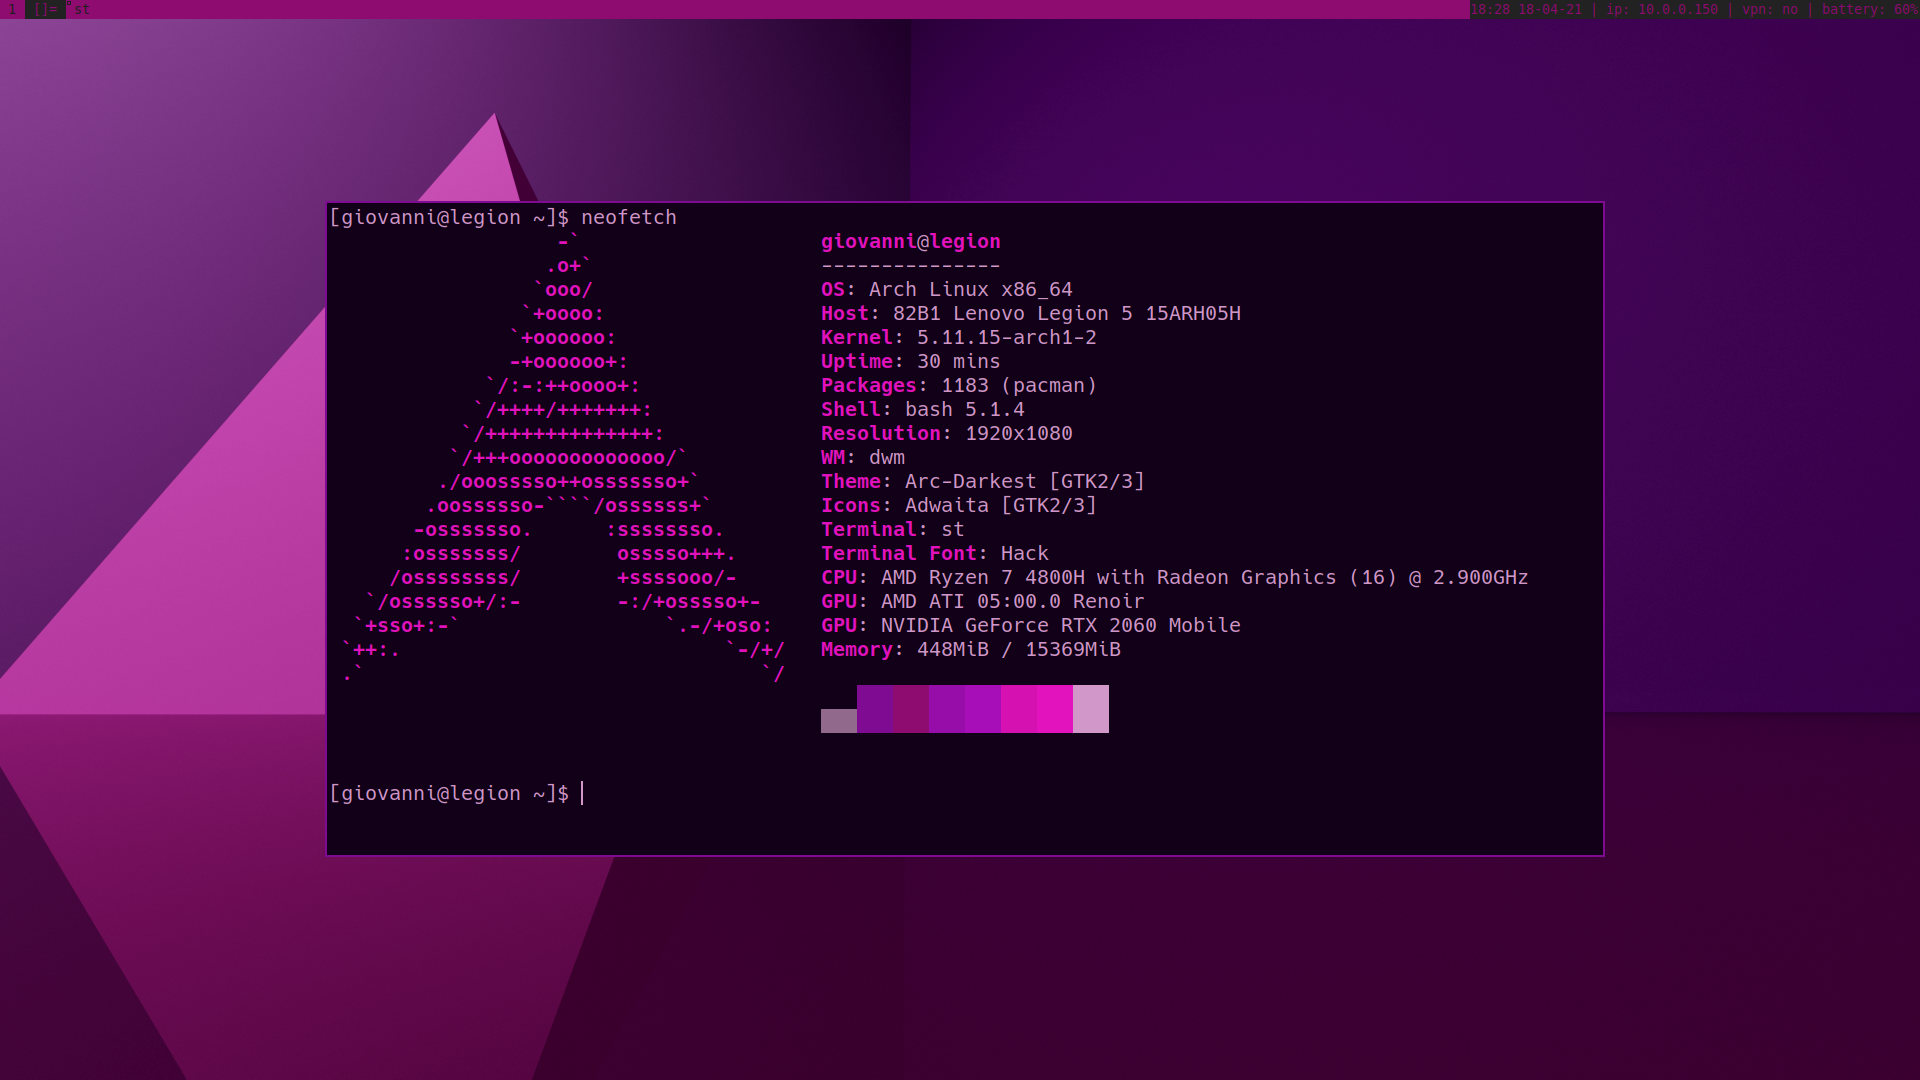 1 []= st 18:28 18-04-21 | ip: 10.0.0.150 | vpn: no | battery: 60%
[giovanni@legion ~]$ neofetch
                   -`                    giovanni@legion
                  .o+`                   ---------------
                 `ooo/                   OS: Arch Linux x86_64
                `+oooo:                  Host: 82B1 Lenovo Legion 5 15ARH05H
               `+oooooo:                 Kernel: 5.11.15-arch1-2
               -+oooooo+:                Uptime: 30 mins
             `/:-:++oooo+:               Packages: 1183 (pacman)
            `/++++/+++++++:              Shell: bash 5.1.4
           `/++++++++++++++:             Resolution: 1920x1080
          `/+++ooooooooooooo/`           WM: dwm
         ./ooosssso++osssssso+`          Theme: Arc-Darkest [GTK2/3]
        .oossssso-````/ossssss+`         Icons: Adwaita [GTK2/3]
       -osssssso.      :ssssssso.        Terminal: st
      :osssssss/        osssso+++.       Terminal Font: Hack
     /ossssssss/        +ssssooo/-       CPU: AMD Ryzen 7 4800H with Radeon Graphics (16) @ 2.900GHz
   `/ossssso+/:-        -:/+osssso+-     GPU: AMD ATI 05:00.0 Renoir
  `+sso+:-`                 `.-/+oso:    GPU: NVIDIA GeForce RTX 2060 Mobile
 `++:.                           `-/+/   Memory: 448MiB / 15369MiB
 .`                                 `/
[giovanni@legion ~]$